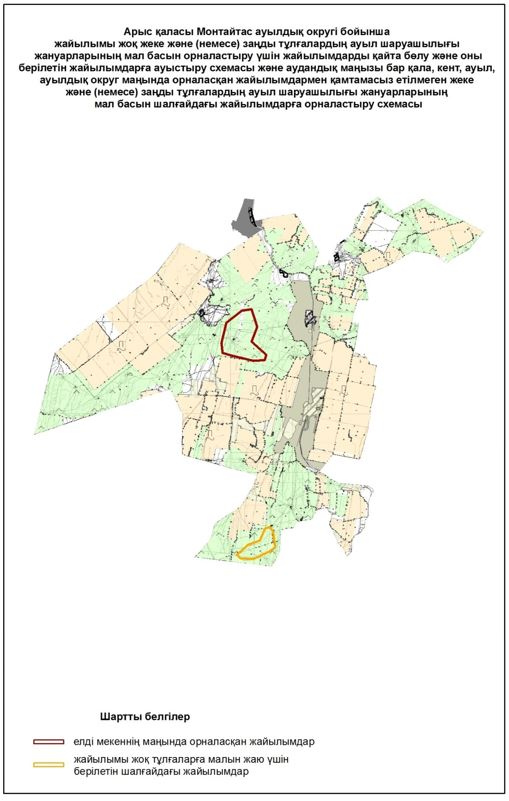 Арыс қаласы Монтайтас ауылдық округі бойынша
жайылымы жоқ жеке және (немесе) заңды тұлғалардың ауыл шаруашылығы
жануарларының мал басын орналастыру үшін жайылымдарды қайта бөлу және оны
берілетін жайылымдарға ауыстыру схемасы және аудандық маңызы бар қала, кент, ауыл,
ауылдық округ маңында орналасқан жайылымдармен қамтамасыз етілмеген жеке
және (немесе) заңды тұлғалардың ауыл шаруашылығы жануарларының
мал басын шалғайдағы жайылымдарға орналастыру схемасы
Шартты белгілер
елді мекеннің маңында орналасқан жайылымдар
жайылымы жоқ тұлғаларға малын жаю үшін
берілетін шалғайдағы жайылымдар